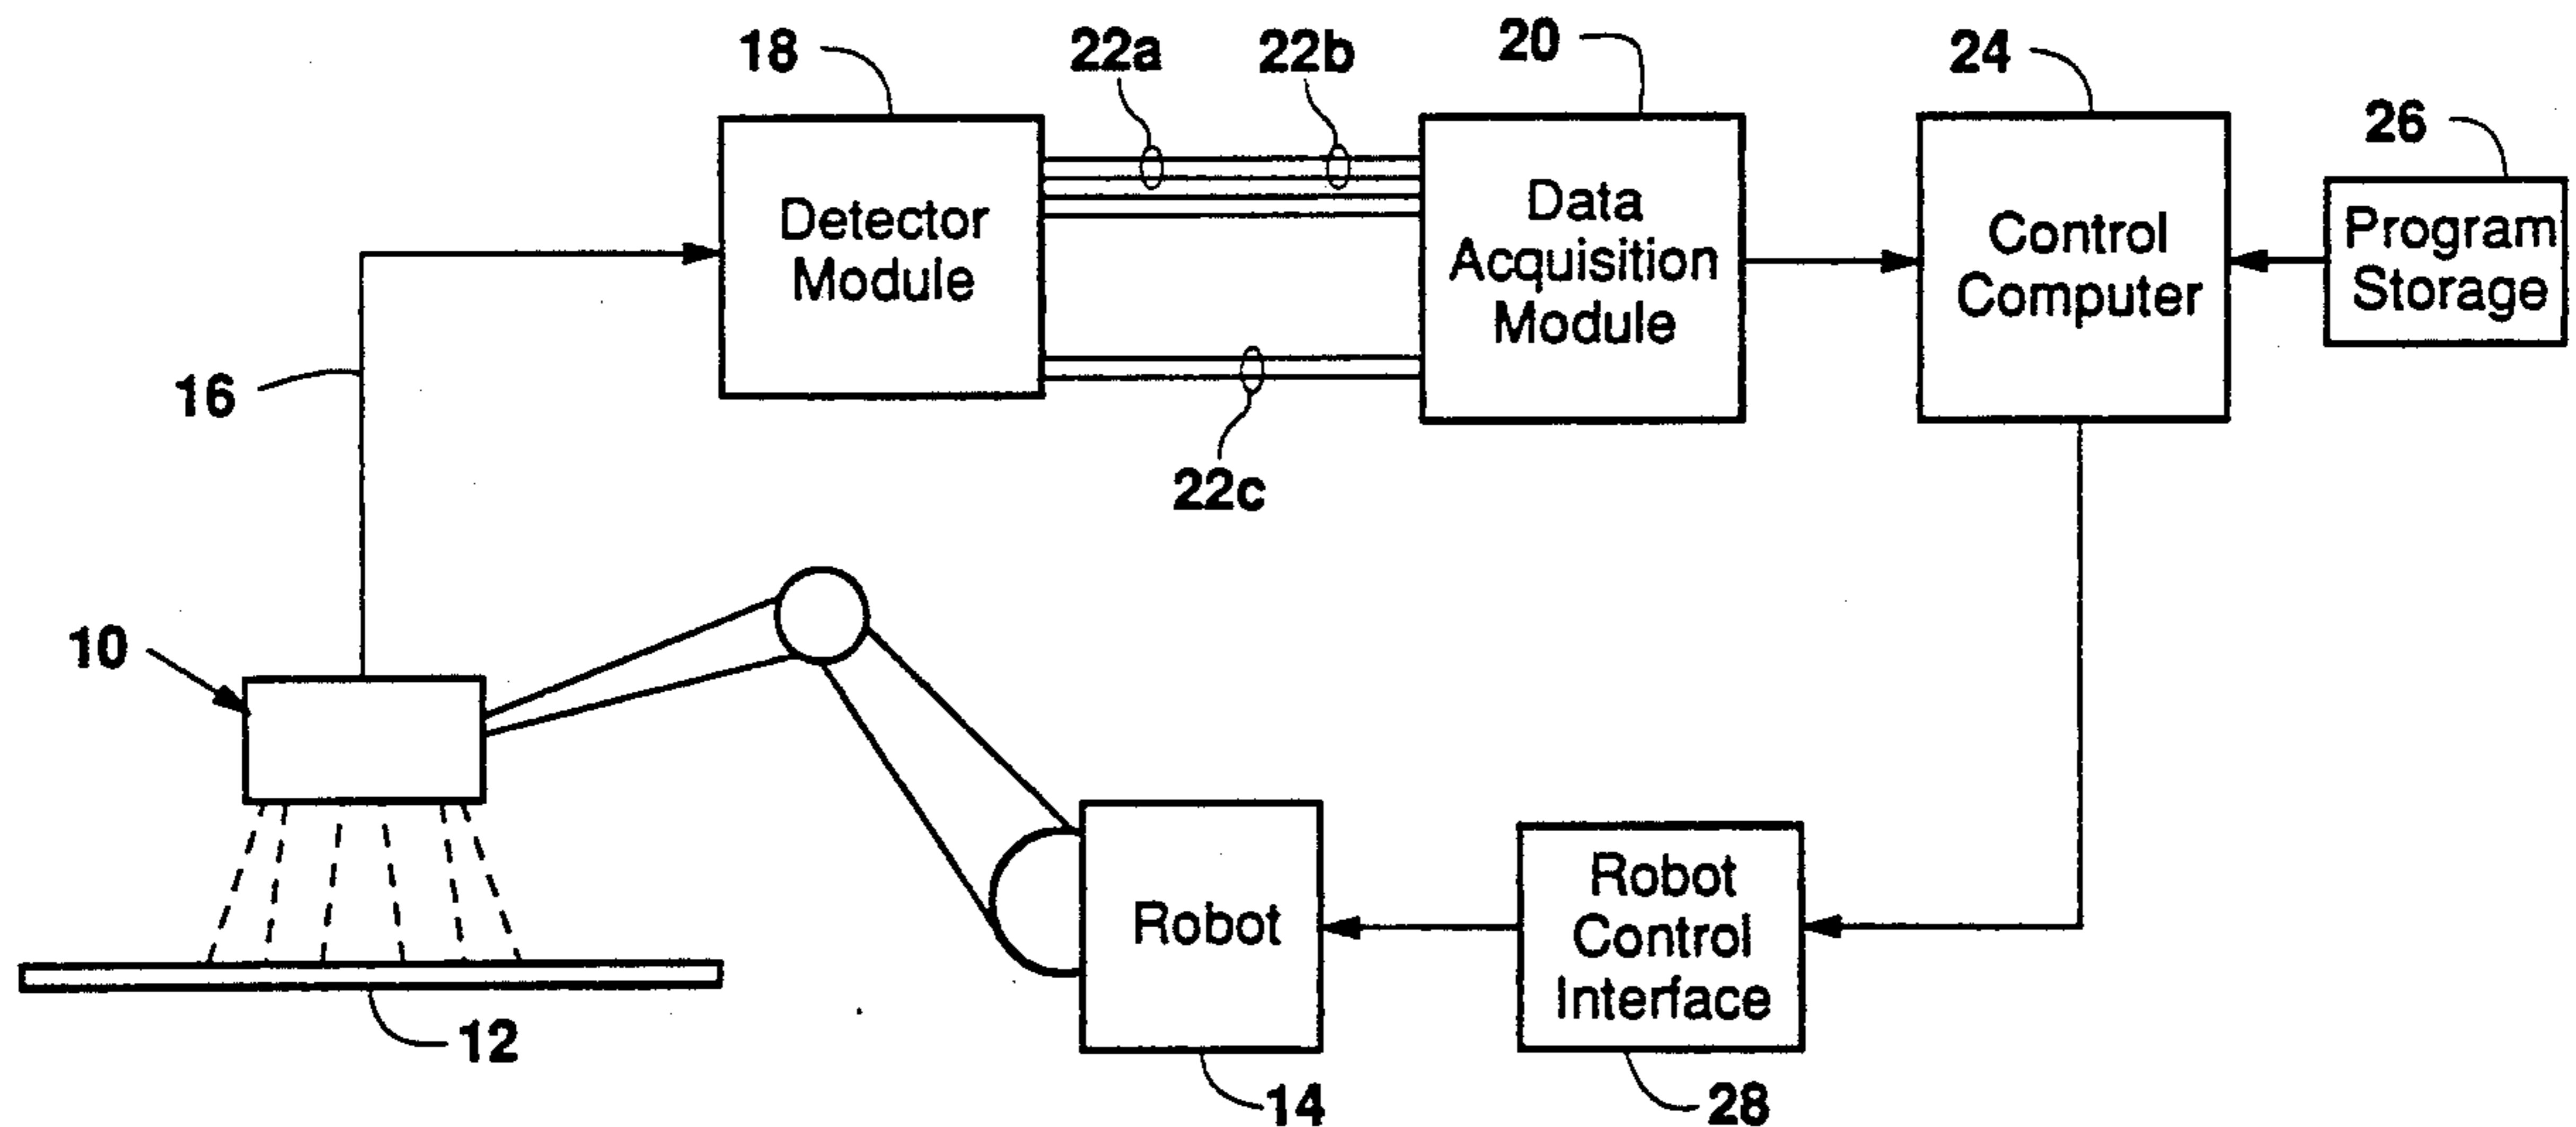 18
22a
22b
20
24
26
Detector
Module
Data
Acquisition
Module
Control
Computer
Program
Storage
16
22c
10
Robot
Robot
Control
Interface
12
14
28